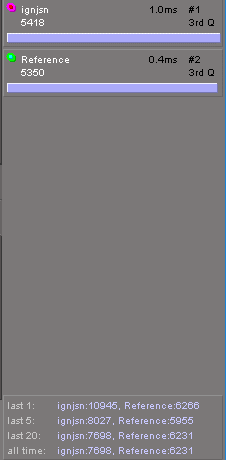 ignjsn 1.0ms #1
5418 3rd Q
Reference 0.4ms #2
5350 3rd Q
last 1: ignjsn:10945, Reference:6266
last 5: ignjsn:8027, Reference:5955
last 20: ignjsn:7698, Reference:6231
all time: ignjsn:7698, Reference:6231